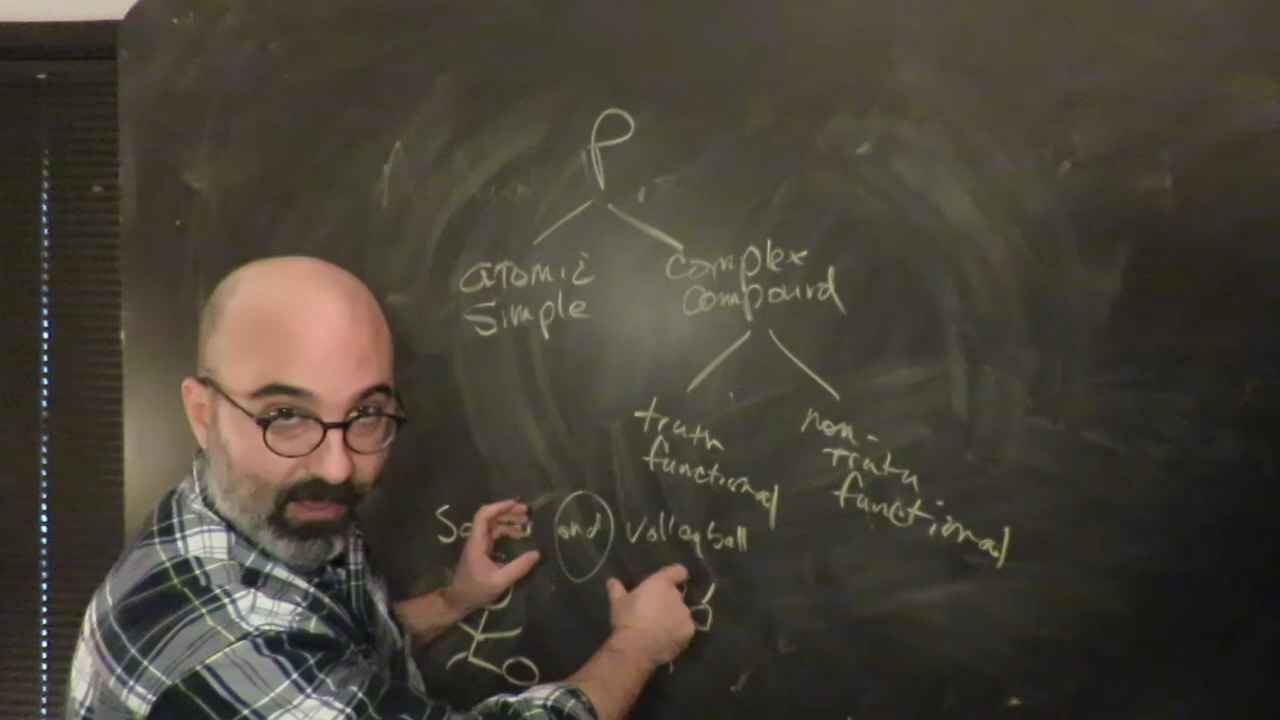 P
atomic
simple
complex
compound
truth
functional
non-
truth
functional
and volleyball